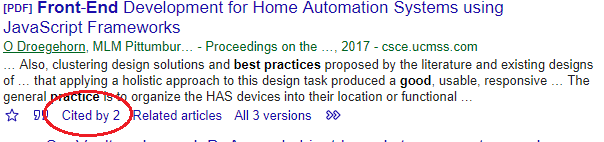 [PDF] Front-End Development for Home Automation Systems using
JavaScript Frameworks
O Droegehorn, MLM Pittumbur… - Proceedings on the …, 2017 - csce.ucmss.com
… Also, clustering design solutions and best practices proposed by the literature and existing designs
of … that applying a holistic approach to this design task produced a good, usable, responsive … The
general practice is to organize the HAS devices into their location or functional …
Cited by 2 Related articles All 3 versions